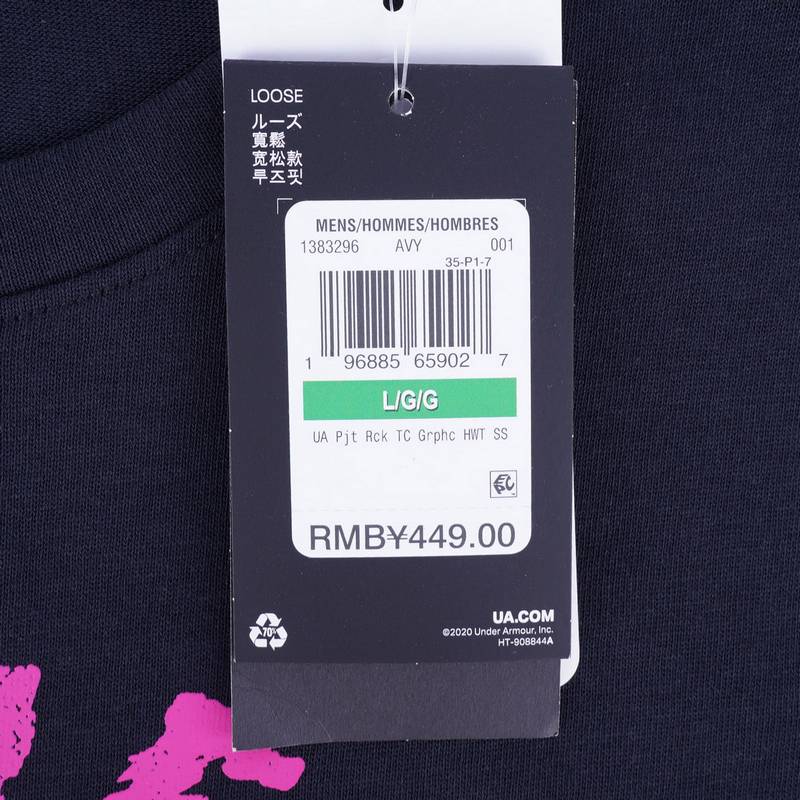 LOOSE
ルーズ
寬鬆
宽松款
루즈핏
MENS/HOMMES/HOMBRES
1383296 AVY 001
35-P1-7
1 96885 65902 7
L/G/G
UA Pjt Rck TC Grphc HWT SS
EPC
RMB¥449.00
70%
UA.COM
©2020 Under Armour, Inc.
HT-908844A